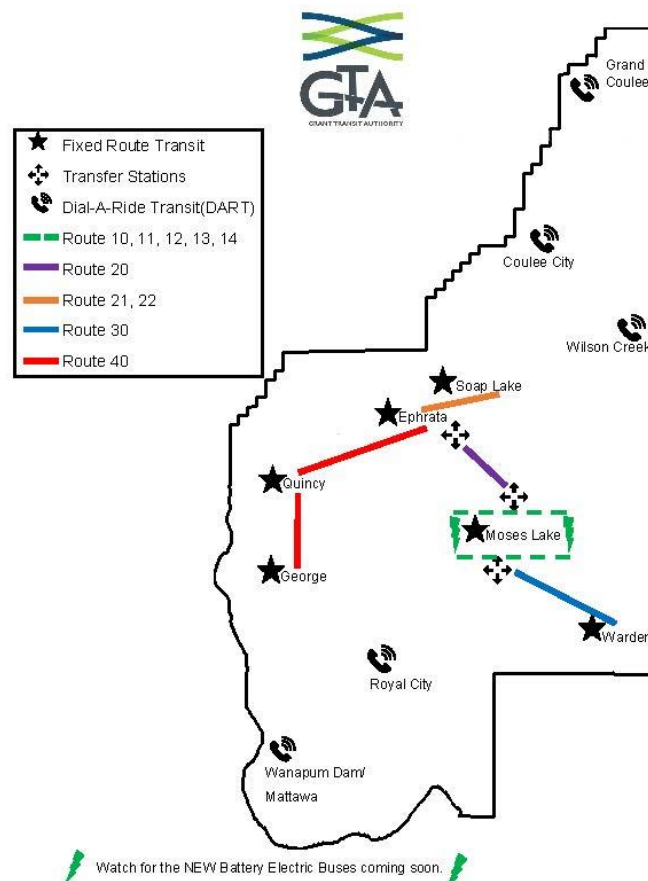 GTA
GRANT TRANSIT AUTHORITY
Grand
Coulee
Fixed Route Transit
Transfer Stations
Dial-A-Ride Transit(DART)
Route 10, 11, 12, 13, 14
Route 20
Route 21, 22
Route 30
Route 40
Coulee City
Wilson Creek
Soap Lake
Ephrata
Quincy
Moses Lake
George
Warden
Royal City
Wanapum Dam/
Mattawa
Watch for the NEW Battery Electric Buses coming soon.